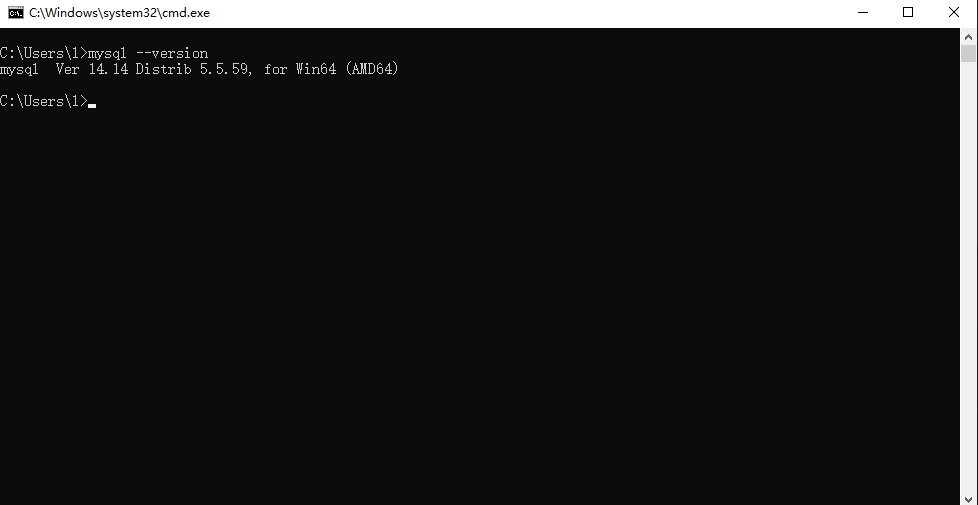 C:\Windows\system32\cmd.exe
C:\Users\1>mysql --version
mysql  Ver 14.14 Distrib 5.5.59, for Win64 (AMD64)
C:\Users\1>